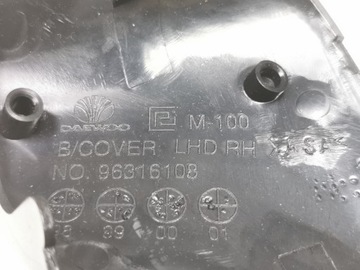 DAEWOO M-100
B/COVER LHD RH
NO. 96316108
98 99 00 01